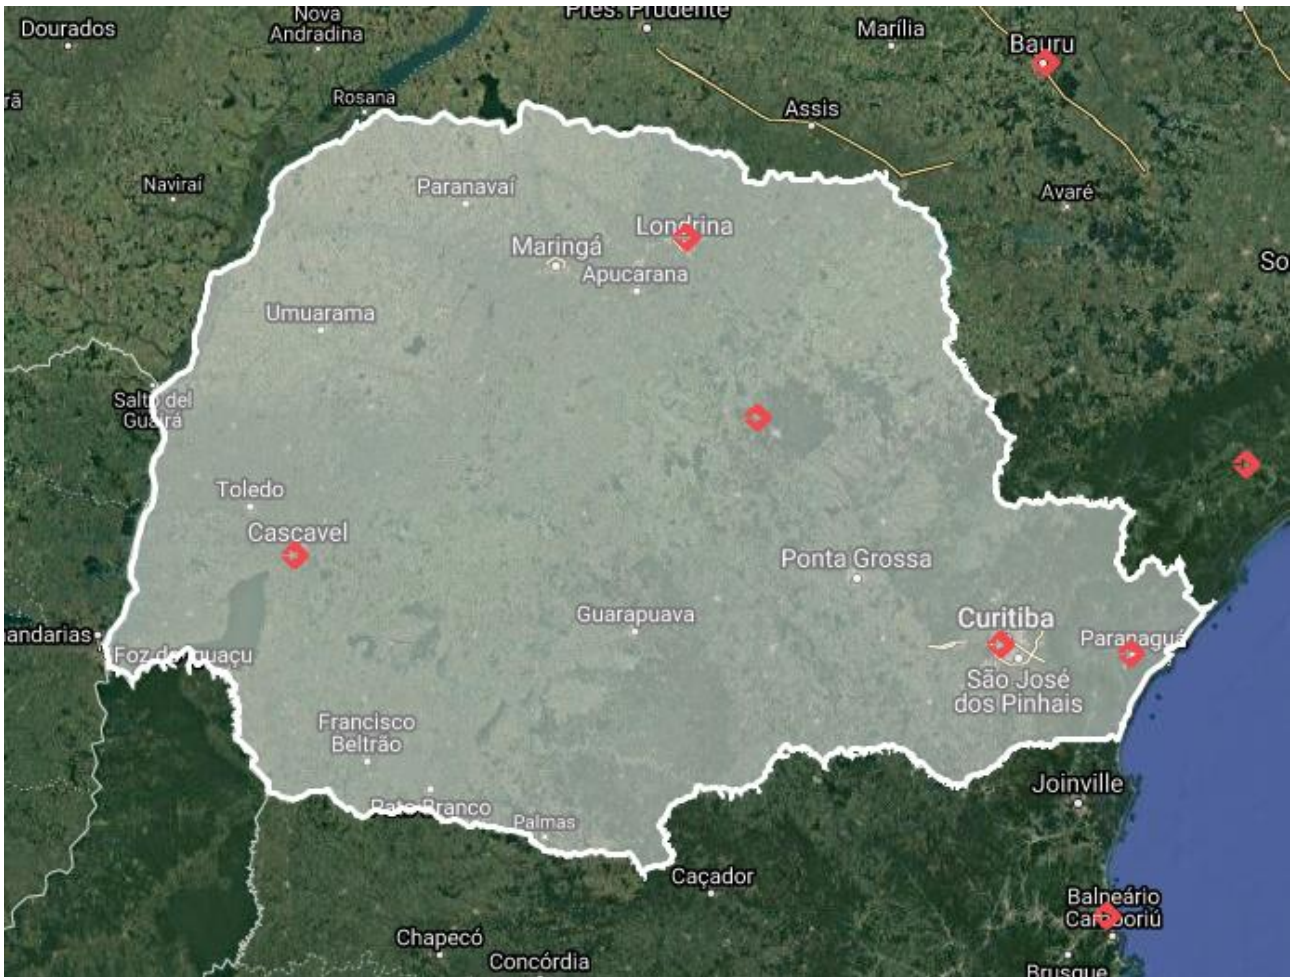 Pres. Prudente
Nova
Andradina
Dourados
Marília
Bauru
Rosana
Assis
Naviraí
Paranavaí
Avaré
Londrina
Maringá
Apucarana
So
Umuarama
Salto del
Guairá
Toledo
Cascavel
Ponta Grossa
Guarapuava
Curitiba
nandarias
Paranaguá
Foz do Iguaçu
São José
dos Pinhais
Francisco
Beltrão
Joinville
Pato Branco
Palmas
Caçador
Balneário
Camboriú
Chapecó
Concórdia
Brusque